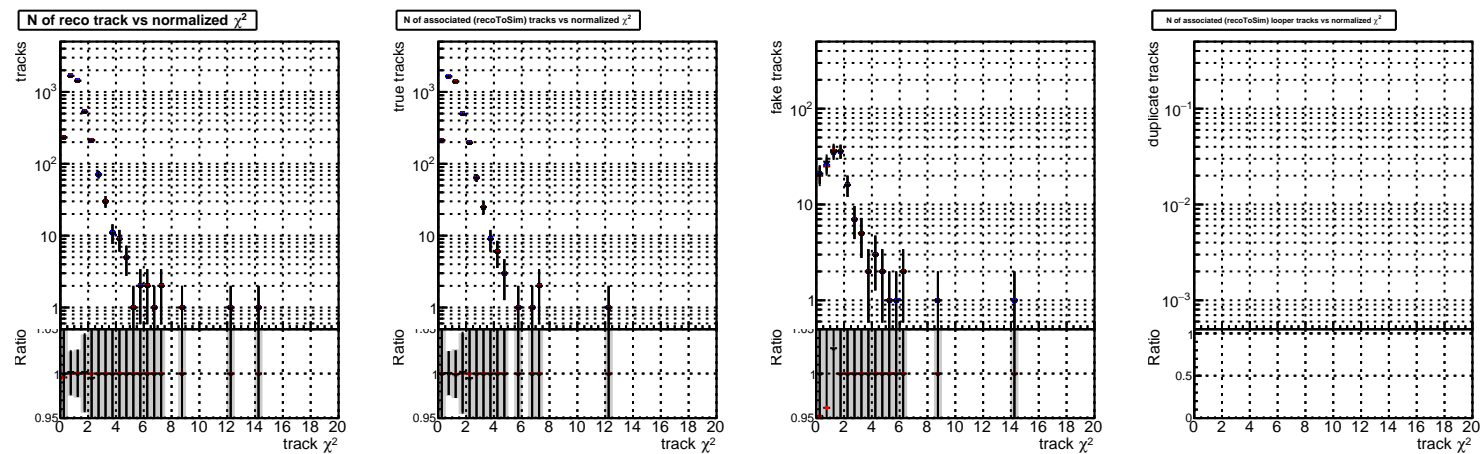 N of reco track vs normalized χ²
tracks
10³
10²
10
1
Ratio
1.05
1
0.95
0 2 4 6 8 10 12 14 16 18 20
track χ²
N of associated (recoToSim) tracks vs normalized χ²
true tracks
10³
10²
10
1
Ratio
1.05
1
0.95
0 2 4 6 8 10 12 14 16 18 20
track χ²
fake tracks
10²
10
1
Ratio
1.05
1
0.95
0 2 4 6 8 10 12 14 16 18 20
track χ²
N of associated (recoToSim) looper tracks vs normalized χ²
duplicate tracks
10⁻¹
10⁻²
10⁻³
Ratio
1
0.5
0
0 2 4 6 8 10 12 14 16 18 20
track χ²